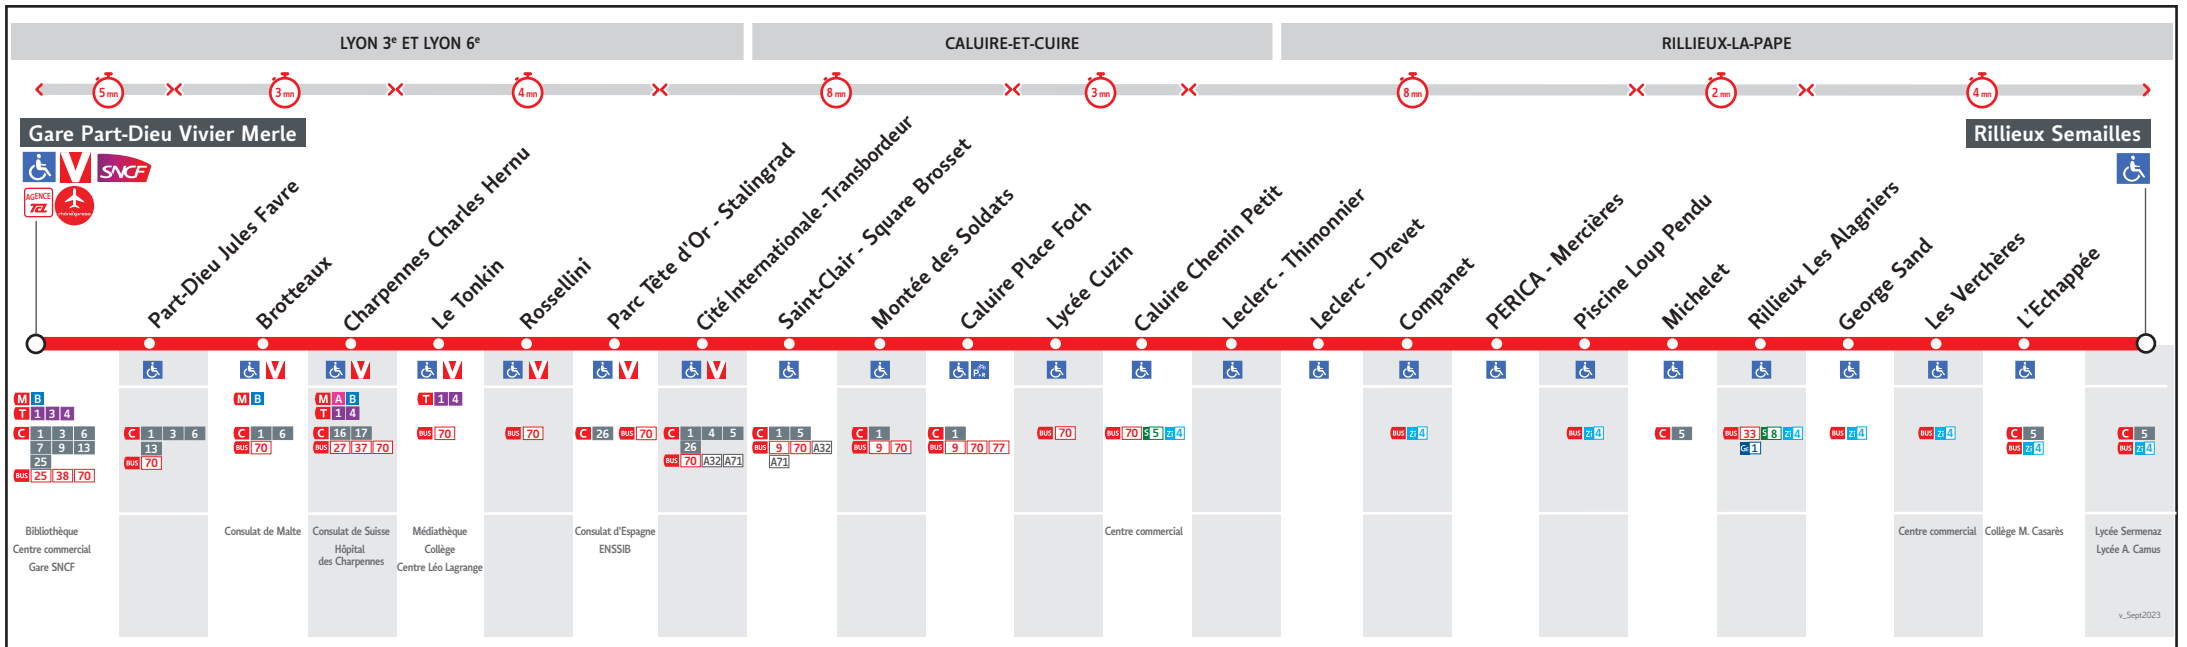 LYON 3e ET LYON 6e
CALUIRE-ET-CUIRE
RILLIEUX-LA-PAPE
5 mn
3 mn
4 mn
8 mn
3 mn
8 mn
2 mn
4 mn
Gare Part-Dieu Vivier Merle
SNCF
AGENCE
TCL
rhônexpress
Rillieux Semailles
Part-Dieu Jules Favre
Brotteaux
Charpennes Charles Hernu
Le Tonkin
Rossellini
Parc Tête d'Or - Stalingrad
Cité Internationale - Transbordeur
Saint-Clair - Square Brosset
Montée des Soldats
Caluire Place Foch
Lycée Cuzin
Caluire Chemin Petit
Leclerc - Thimonnier
Leclerc - Drevet
Companet
PERICA - Mercières
Piscine Loup Pendu
Michelet
Rillieux Les Alagniers
George Sand
Les Verchères
L'Echappée
M B
T 1 3 4
C 1 3 6
7 9 13
25
BUS 25 38 70
Bibliothèque
Centre commercial
Gare SNCF
C 1 3 6
13
BUS 70
M B
C 1 6
BUS 70
Consulat de Malte
M A B
T 1 4
C 16 17
BUS 27 37 70
Consulat de Suisse
Hôpital
des Charpennes
T 1 4
BUS 70
Médiathèque
Collège
Centre Léo Lagrange
BUS 70
C 26 BUS 70
Consulat d'Espagne
ENSSIB
C 1 4 5
26
BUS 70 A32 A71
C 1 5
BUS 9 70 A32
A71
C 1
BUS 9 70
P+R
C 1
BUS 9 70 77
BUS 70
BUS 70 S 5 Zi 4
Centre commercial
BUS Zi 4
BUS Zi 4
C 5
BUS 33 S 8 Zi 4
Ge 1
BUS Zi 4
BUS Zi 4
Centre commercial
C 5
BUS Zi 4
Collège M. Casarès
C 5
BUS Zi 4
Lycée Sermenaz
Lycée A. Camus
v_Sept2023